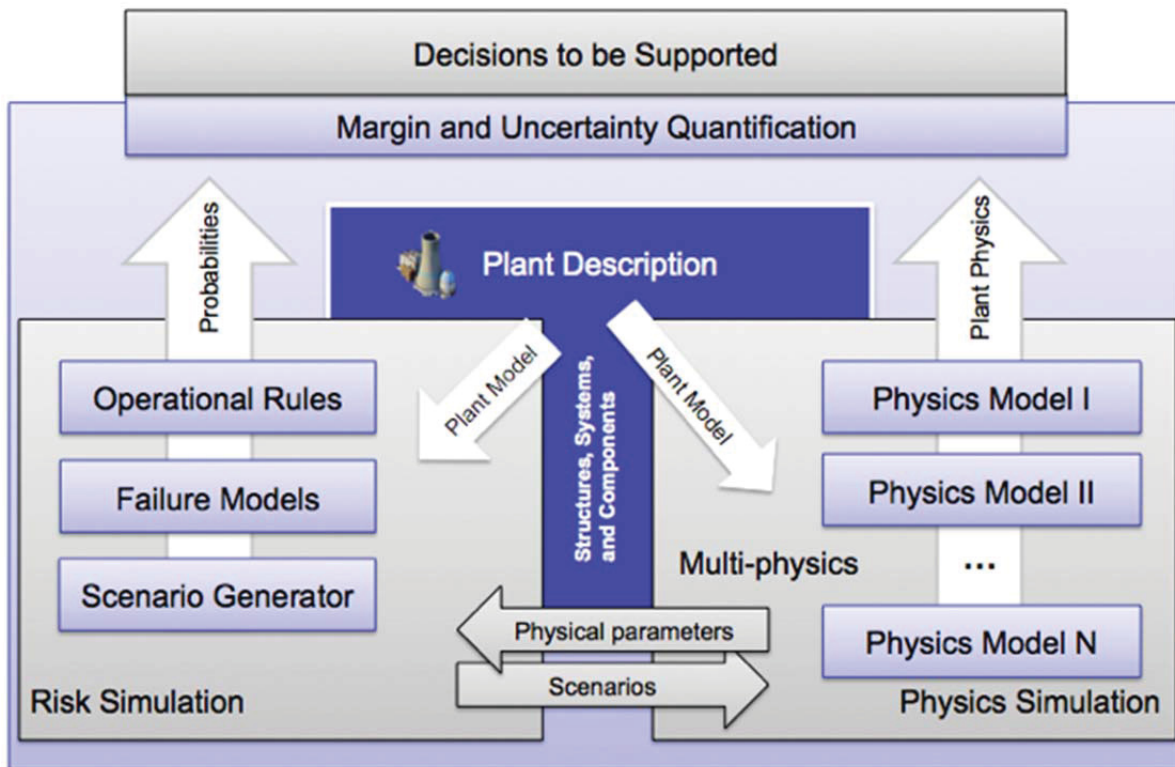 Decisions to be Supported
Margin and Uncertainty Quantification
Probabilities
Plant Description
Plant Physics
Plant Model
Plant Model
Structures, Systems,
and Components
Operational Rules
Failure Models
Scenario Generator
Risk Simulation
Physics Model I
Physics Model II
Multi-physics
...
Physics Model N
Physics Simulation
Physical parameters
Scenarios